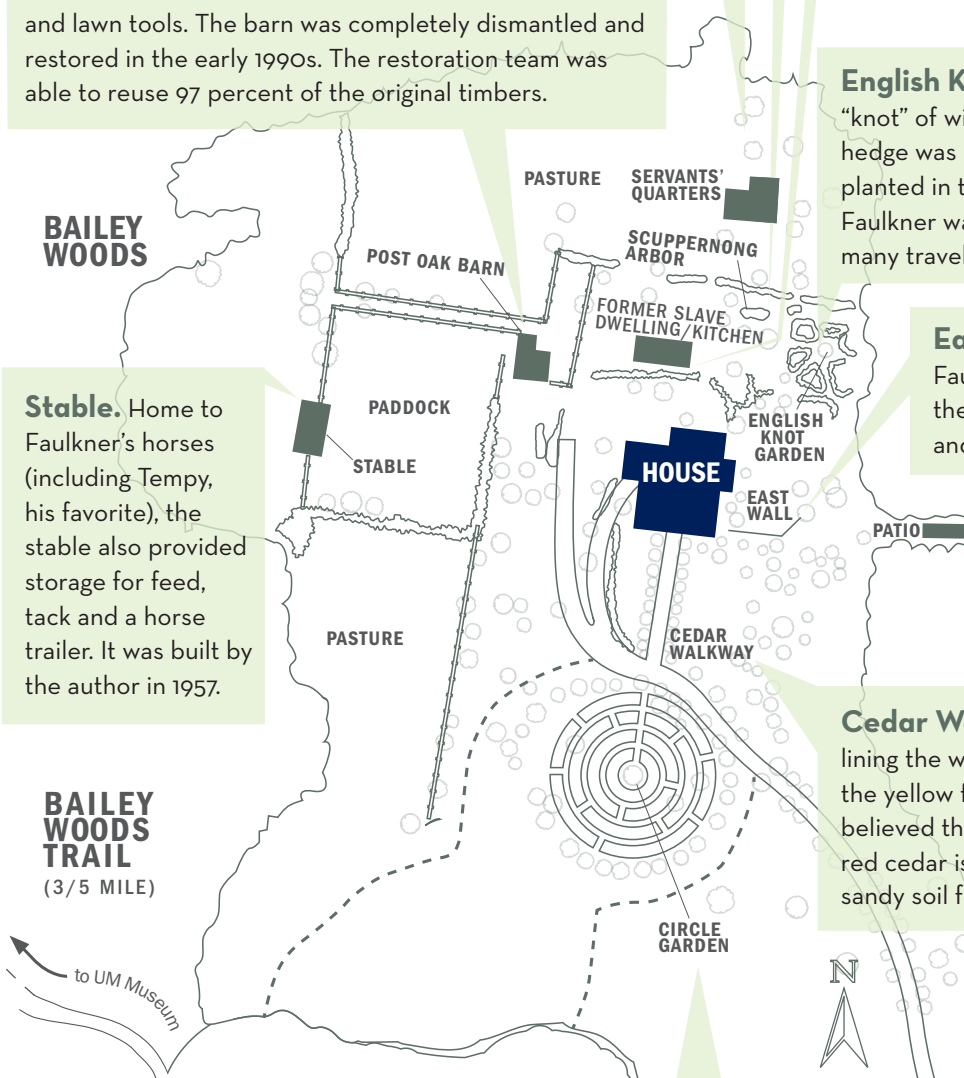 and lawn tools. The barn was completely dismantled and
restored in the early 1990s. The restoration team was
able to reuse 97 percent of the original timbers.
English K
“knot” of wi
hedge was
planted in t
Faulkner wa
many travel
PASTURE
SERVANTS’
QUARTERS
BAILEY
WOODS
SCUPPERNONG
ARBOR
POST OAK BARN
FORMER SLAVE
DWELLING/KITCHEN
Ea
Fau
the
and
Stable. Home to
Faulkner’s horses
(including Tempy,
his favorite), the
stable also provided
storage for feed,
tack and a horse
trailer. It was built by
the author in 1957.
PADDOCK
STABLE
ENGLISH
KNOT
GARDEN
HOUSE
EAST
WALL
PATIO
PASTURE
CEDAR
WALKWAY
Cedar W
lining the w
the yellow f
believed th
red cedar is
sandy soil f
BAILEY
WOODS
TRAIL
(3/5 MILE)
CIRCLE
GARDEN
to UM Museum
N